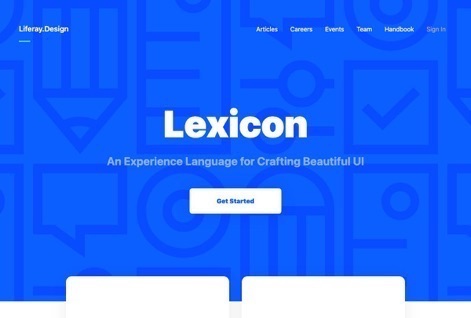 Liferay.Design
Articles Careers Events Team Handbook Sign In
Lexicon
An Experience Language for Crafting Beautiful UI
Get Started